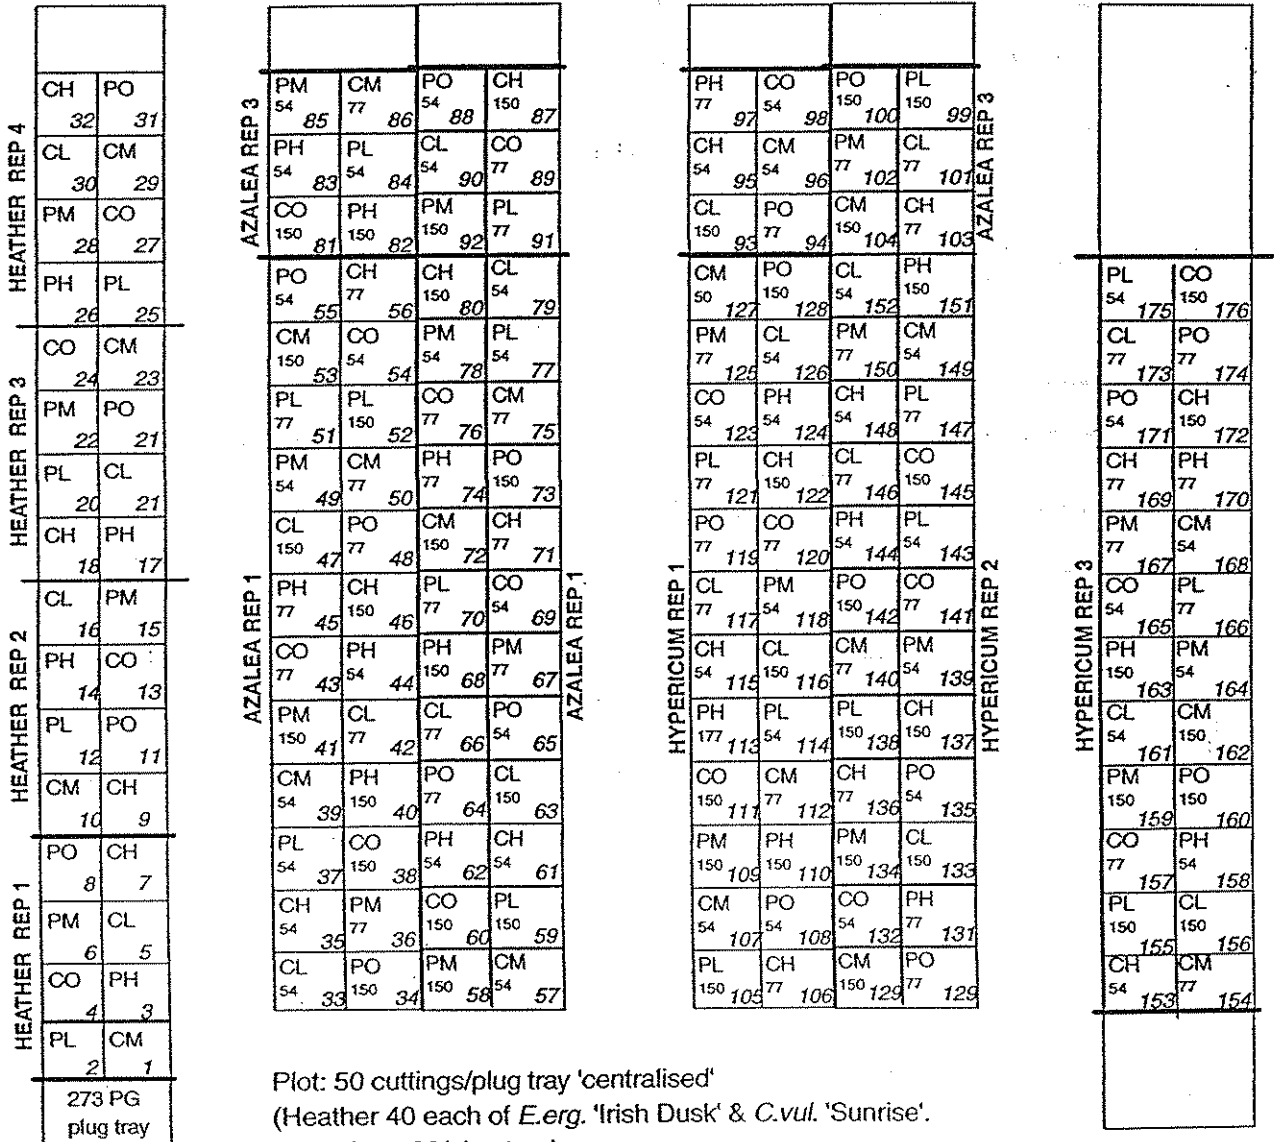 HEATHER REP 4
CH PO
32 31
CL CM
30 29
PM CO
28 27
PH PL
26 25
HEATHER REP 3
CO CM
24 23
PM PO
22 21
PL CL
20 21
CH PH
18 17
HEATHER REP 2
CL PM
16 15
PH CO
14 13
PL PO
12 11
CM CH
10 9
HEATHER REP 1
PO CH
8 7
PM CL
6 5
CO PH
4 3
PL CM
2 1
273 PG
plug tray
AZALEA REP 3
PM CM PO CH
54 85 77 86 54 88 150 87
PH PL CL CO
54 83 54 84 54 90 77 89
CO PH PM PL
150 81 150 82 150 92 77 91
AZALEA REP 1
PO CH CH CL
54 55 77 56 150 80 54 79
CM CO PM PL
150 53 54 54 54 78 54 77
PL PL CO CM
77 51 150 52 77 76 77 75
PM CM PH PO
54 49 77 50 77 74 150 73
CL PO CM CH
150 47 77 48 150 72 77 71
PH CH PL CO
77 45 150 46 77 70 54 69
CO PH PH PM
77 43 54 44 150 68 77 67
PM CL CL PO
150 41 77 42 77 66 54 65
CM PH PO CL
54 39 150 40 77 64 150 63
PL CO PH CH
54 37 150 38 54 62 54 61
CH PM CO PL
54 35 77 36 150 60 150 59
CL PO PM CM
54 33 150 34 150 58 54 57
AZALEA REP.1
PH CO PO PL
77 97 54 98 150 100 150 99
CH CM PM CL
54 95 54 96 77 102 77 101
CL PO CM CH
150 93 77 94 150 104 77 103
AZALEA REP 3
HYPERICUM REP 1
CM PO CL PH
50 127 150 128 54 152 150 151
PM CL PM CM
77 125 54 126 77 150 54 149
CO PH CH PL
54 123 54 124 54 148 77 147
PL CH CL CO
77 121 150 122 77 146 150 145
PO CO PH PL
77 119 77 120 54 144 54 143
CL PM PO CO
77 117 54 118 150 142 77 141
CH CL CM PM
54 115 150 116 77 140 54 139
PH PL PL CH
177 113 54 114 150 138 150 137
CO CM CH PO
150 111 77 112 77 136 54 135
PM PH PM CL
150 109 150 110 150 134 150 133
CM PO CO PH
54 107 54 108 54 132 77 131
PL CH CM PO
150 105 77 106 150 129 77 129
HYPERICUM REP 2
HYPERICUM REP 3
PL CO
54 175 150 176
CL PO
77 173 77 174
PO CH
54 171 150 172
CH PH
77 169 77 170
PM CM
77 167 54 168
CO PL
54 165 77 166
PH PM
150 163 54 164
CL CM
54 161 150 162
PM PO
150 159 150 160
CO PH
77 157 54 158
PL CL
150 155 150 156
CH CM
54 153 77 154
Plot: 50 cuttings/plug tray 'centralised'
(Heather 40 each of E.erg. 'Irish Dusk' & C.vul. 'Sunrise'.